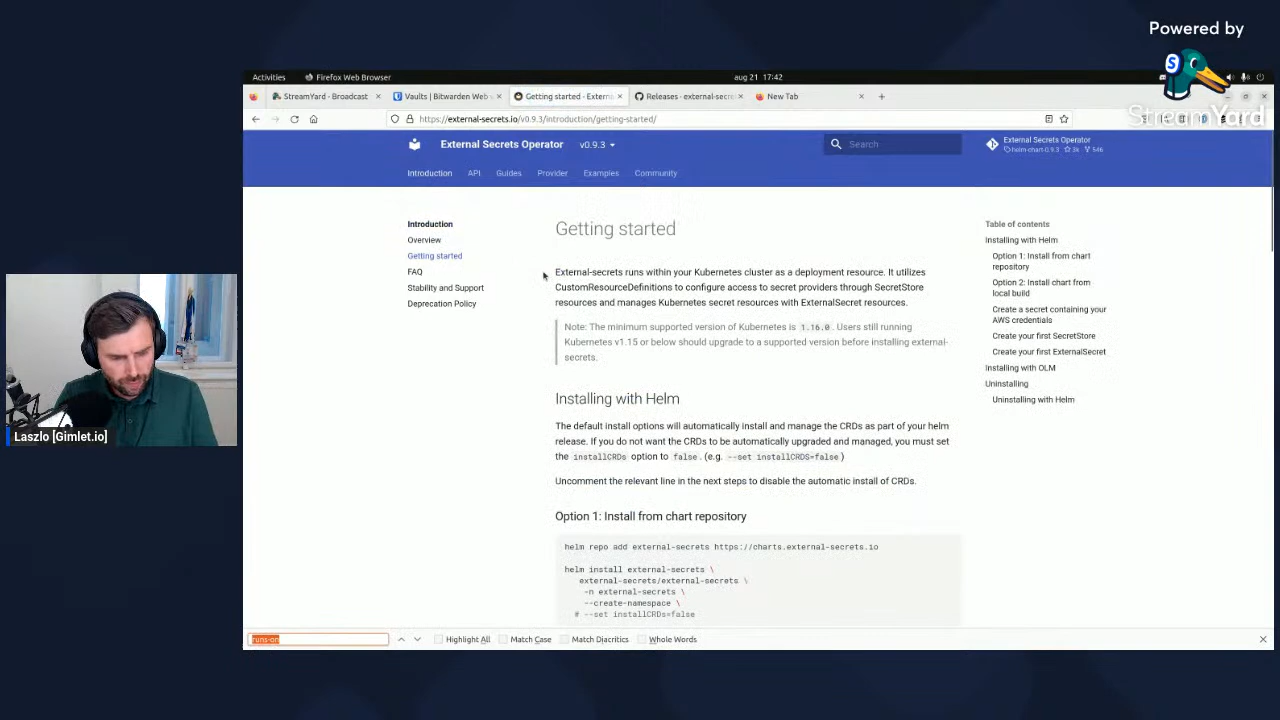 Powered by
StreamYard
Activities
Firefox Web Browser
aug 21 17:42
StreamYard - Broadcast
Vaults | Bitwarden Web
Getting started - Extern
Releases · external-secre
New Tab
https://external-secrets.io/v0.9.3/introduction/getting-started/
External Secrets Operator
v0.9.3
Search
External Secrets Operator
helm-chart-0.9.3 3k 546
Introduction
API
Guides
Provider
Examples
Community
Introduction
Overview
Getting started
FAQ
Stability and Support
Deprecation Policy
Getting started
External-secrets runs within your Kubernetes cluster as a deployment resource. It utilizes
CustomResourceDefinitions to configure access to secret providers through SecretStore
resources and manages Kubernetes secret resources with ExternalSecret resources.
Note: The minimum supported version of Kubernetes is 1.16.0. Users still running
Kubernetes v1.15 or below should upgrade to a supported version before installing external-
secrets.
Installing with Helm
The default install options will automatically install and manage the CRDs as part of your helm
release. If you do not want the CRDs to be automatically upgraded and managed, you must set
the installCRDs option to false. (e.g. --set installCRDS=false)
Uncomment the relevant line in the next steps to disable the automatic install of CRDs.
Option 1: Install from chart repository
helm repo add external-secrets https://charts.external-secrets.io
helm install external-secrets \
external-secrets/external-secrets \
-n external-secrets \
--create-namespace \
# --set installCRDs=false
Table of contents
Installing with Helm
Option 1: Install from chart
repository
Option 2: Install chart from
local build
Create a secret containing your
AWS credentials
Create your first SecretStore
Create your first ExternalSecret
Installing with OLM
Uninstalling
Uninstalling with Helm
runs-on
Highlight All
Match Case
Match Diacritics
Whole Words
Laszlo [Gimlet.io]